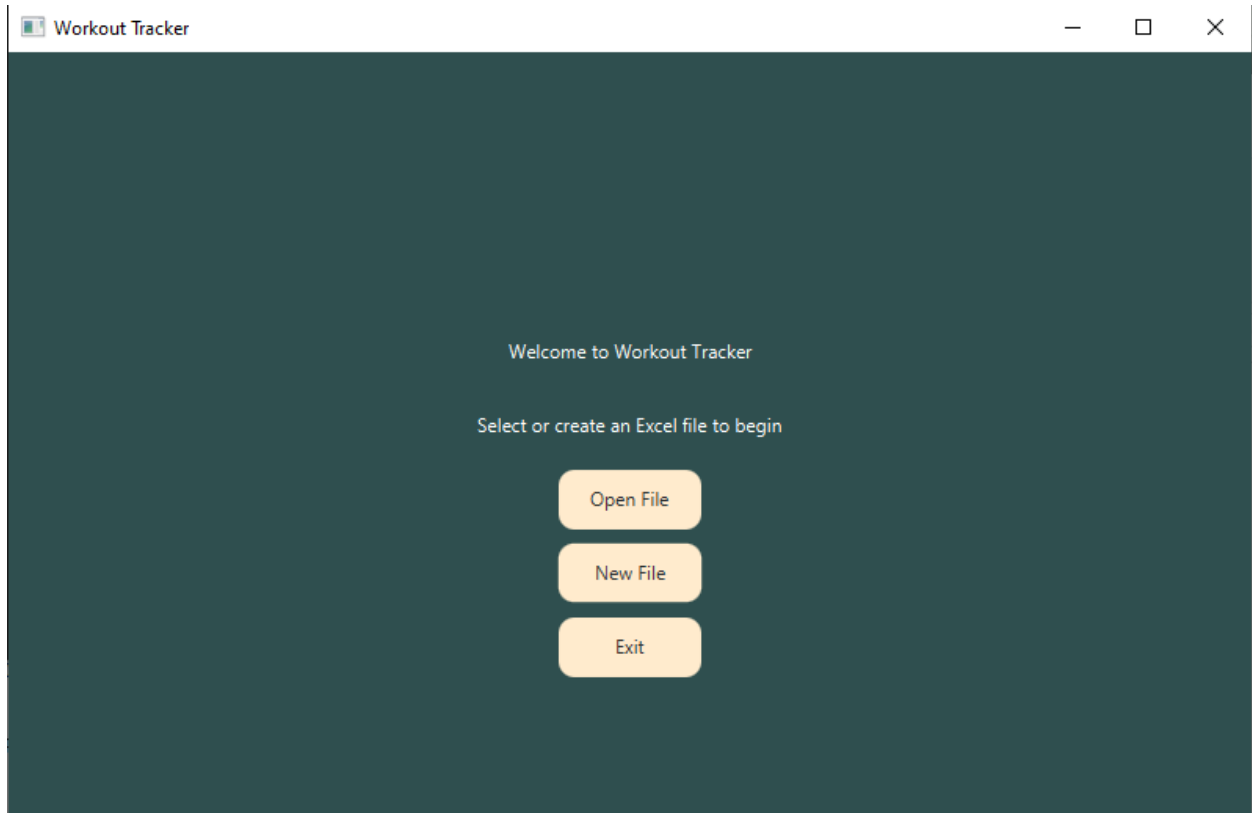 Workout Tracker
Welcome to Workout Tracker
Select or create an Excel file to begin
Open File
New File
Exit